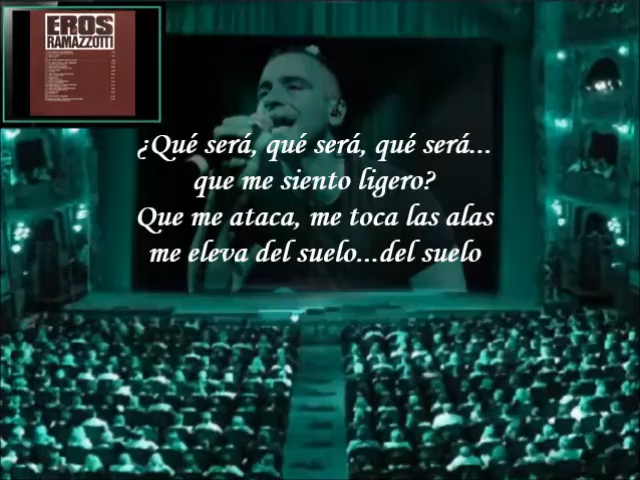 EROS
RAMAZZOTTI
¿Qué será, qué será, qué será...
que me siento ligero?
Que me ataca, me toca las alas
me eleva del suelo...del suelo